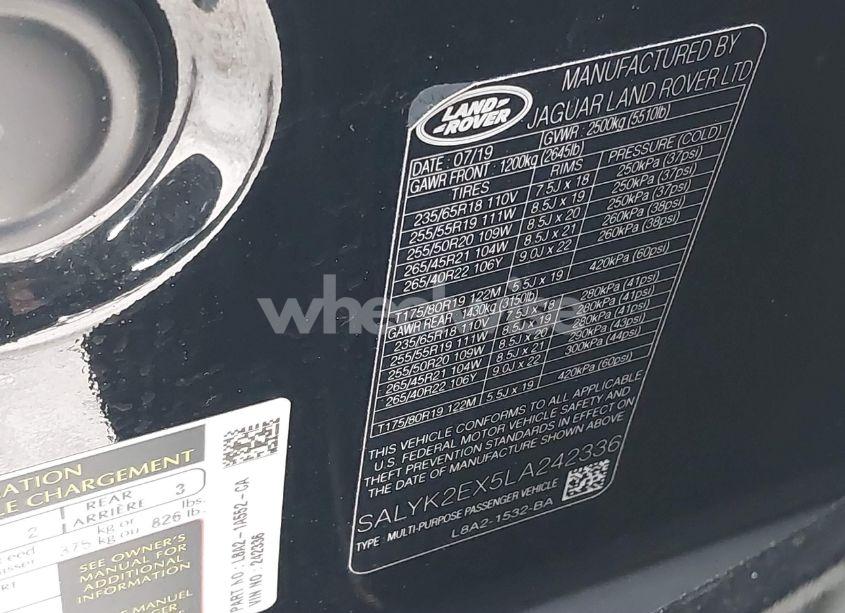 LAND
ROVER
MANUFACTURED BY
JAGUAR LAND ROVER LTD
DATE : 07/19
GVWR : 2500kg (5510lb)
GAWR FRONT : 1200kg (2645lb)
TIRES RIMS PRESSURE (COLD)
235/65R18 110V 7.5J x 18 250kPa (37psi)
255/55R19 111W 8.5J x 19 250kPa (37psi)
255/50R20 109W 8.5J x 20 250kPa (37psi)
265/45R21 104W 8.5J x 21 260kPa (38psi)
265/40R22 106Y 9.0J x 22 260kPa (38psi)
T175/80R19 122M 5.5J x 19 420kPa (60psi)
GAWR REAR : 1430kg (3150lb)
235/65R18 110V 7.5J x 18 280kPa (41psi)
255/55R19 111W 8.5J x 19 280kPa (41psi)
255/50R20 109W 8.5J x 20 280kPa (41psi)
265/45R21 104W 8.5J x 21 290kPa (43psi)
265/40R22 106Y 9.0J x 22 300kPa (44psi)
T175/80R19 122M 5.5J x 19 420kPa (60psi)
THIS VEHICLE CONFORMS TO ALL APPLICABLE
U.S. FEDERAL MOTOR VEHICLE SAFETY AND
THEFT PREVENTION STANDARDS IN EFFECT ON
THE DATE OF MANUFACTURE SHOWN ABOVE
SALYK2EX5LA242336
TYPE : MULTI-PURPOSE PASSENGER VEHICLE
L8A2-1532-BA
wheelwise
CHARGEMENT
2 REAR 3
ARRIÈRE
375 kg or 826 lbs.
kg ou lb.
SEE OWNER'S
MANUAL FOR
ADDITIONAL
INFORMATION
MANUEL
PART NO : L8A2-1A552-CA
VIN NO : 242336